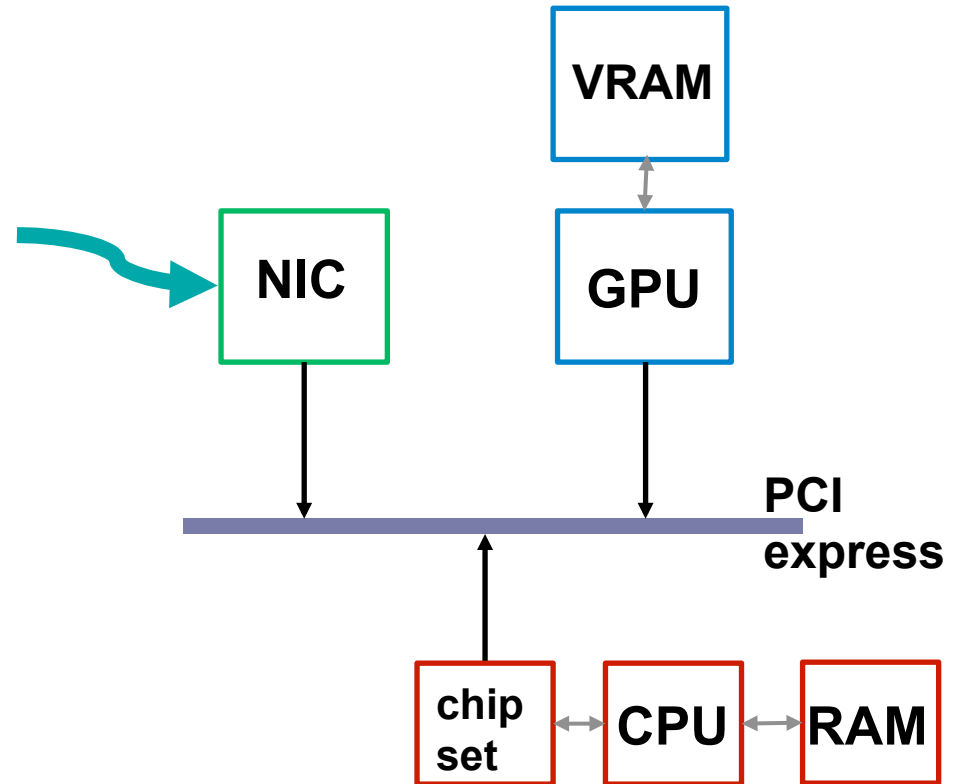 VRAM
NIC
GPU
PCI
express
chip
set
CPU
RAM